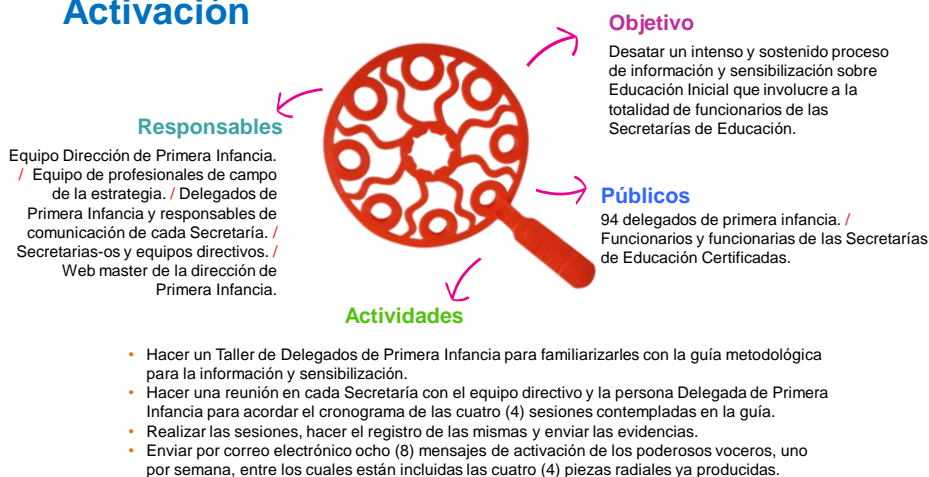 Activación
Objetivo
Desatar un intenso y sostenido proceso
de información y sensibilización sobre
Educación Inicial que involucre a la
totalidad de funcionarios de las
Secretarías de Educación.
Responsables
Equipo Dirección de Primera Infancia.
/ Equipo de profesionales de campo
de la estrategia. / Delegados de
Primera Infancia y responsables de
comunicación de cada Secretaría. /
Secretarias-os y equipos directivos. /
Web master de la dirección de
Primera Infancia.
Públicos
94 delegados de primera infancia. /
Funcionarios y funcionarias de las Secretarías
de Educación Certificadas.
Actividades
• Hacer un Taller de Delegados de Primera Infancia para familiarizarles con la guía metodológica
para la información y sensibilización.
• Hacer una reunión en cada Secretaría con el equipo directivo y la persona Delegada de Primera
Infancia para acordar el cronograma de las cuatro (4) sesiones contempladas en la guía.
• Realizar las sesiones, hacer el registro de las mismas y enviar las evidencias.
• Enviar por correo electrónico ocho (8) mensajes de activación de los poderosos voceros, uno
por semana, entre los cuales están incluidas las cuatro (4) piezas radiales ya producidas.